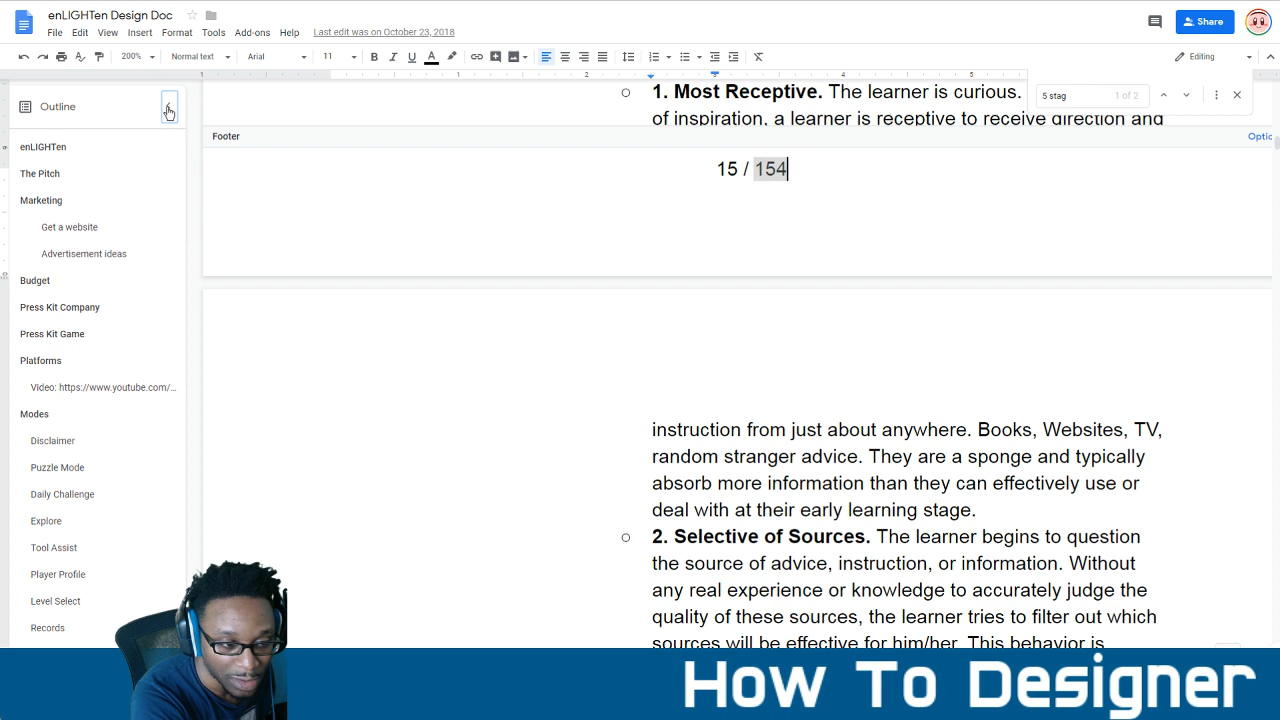 enLIGHTen Design Doc
File Edit View Insert Format Tools Add-ons Help Last edit was on October 23, 2018
Share
200% Normal text Arial 11 Editing
1 1 4 5
Outline
5 stag 1 of 2
enLIGHTen
The Pitch
Marketing
Get a website
Advertisement ideas
Budget
Press Kit Company
Press Kit Game
Platforms
Video: https://www.youtube.com/...
Modes
Disclaimer
Puzzle Mode
Daily Challenge
Explore
Tool Assist
Player Profile
Level Select
Records
1. Most Receptive. The learner is curious.
of inspiration, a learner is receptive to receive direction and
Footer Optio
15 / 154
instruction from just about anywhere. Books, Websites, TV,
random stranger advice. They are a sponge and typically
absorb more information than they can effectively use or
deal with at their early learning stage.
2. Selective of Sources. The learner begins to question
the source of advice, instruction, or information. Without
any real experience or knowledge to accurately judge the
quality of these sources, the learner tries to filter out which
sources will be effective for him/her. This behavior is
How To Designer